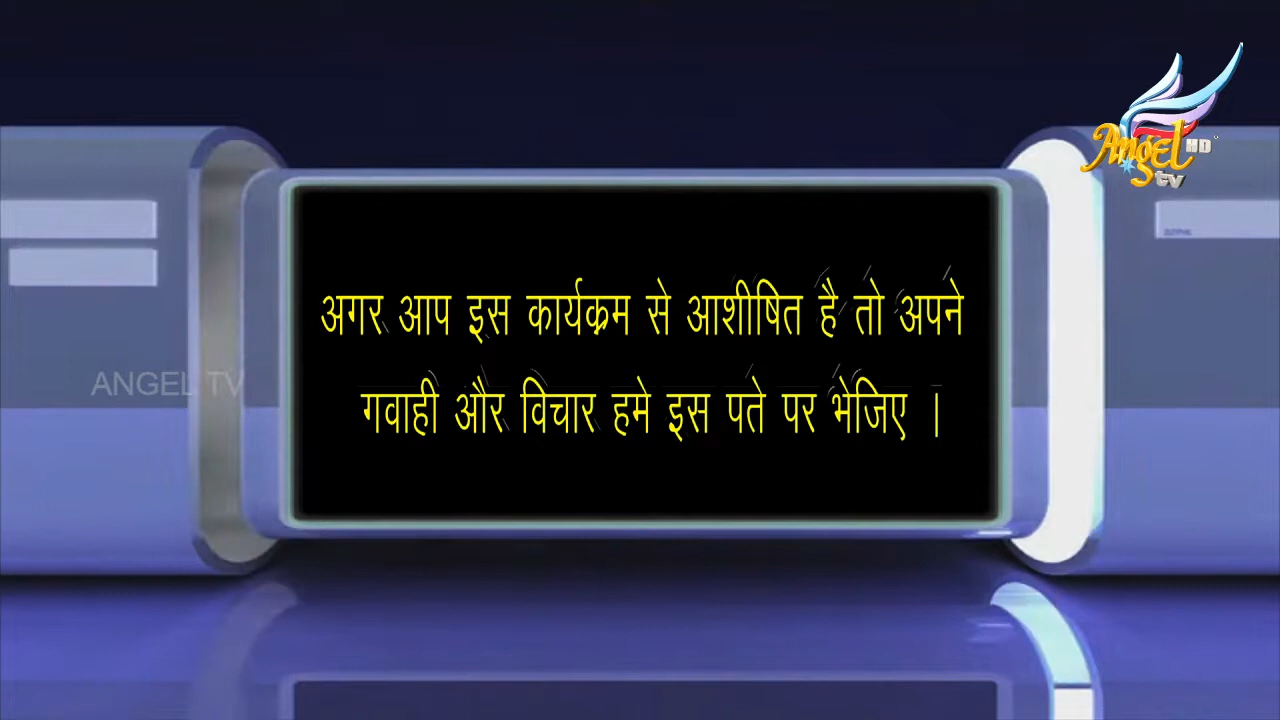 Angel HD
tv
अगर आप इस कार्यक्रम से आशीषित है तो अपने
ANGEL TV
गवाही और विचार हमे इस पते पर भेजिए ।